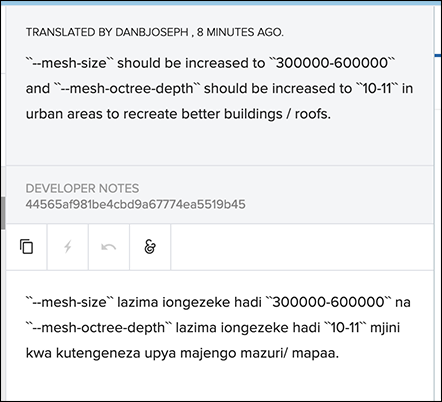 TRANSLATED BY DANBJOSEPH , 8 MINUTES AGO.
``--mesh-size`` should be increased to ``300000-600000``
and ``--mesh-octree-depth`` should be increased to ``10-11`` in
urban areas to recreate better buildings / roofs.
DEVELOPER NOTES
44565af981be4cbd9a67774ea5519b45
``--mesh-size`` lazima iongezeke hadi ``300000-600000`` na
``--mesh-octree-depth`` lazima iongezeke hadi ``10-11`` mjini
kwa kutengeneza upya majengo mazuri/ mapaa.